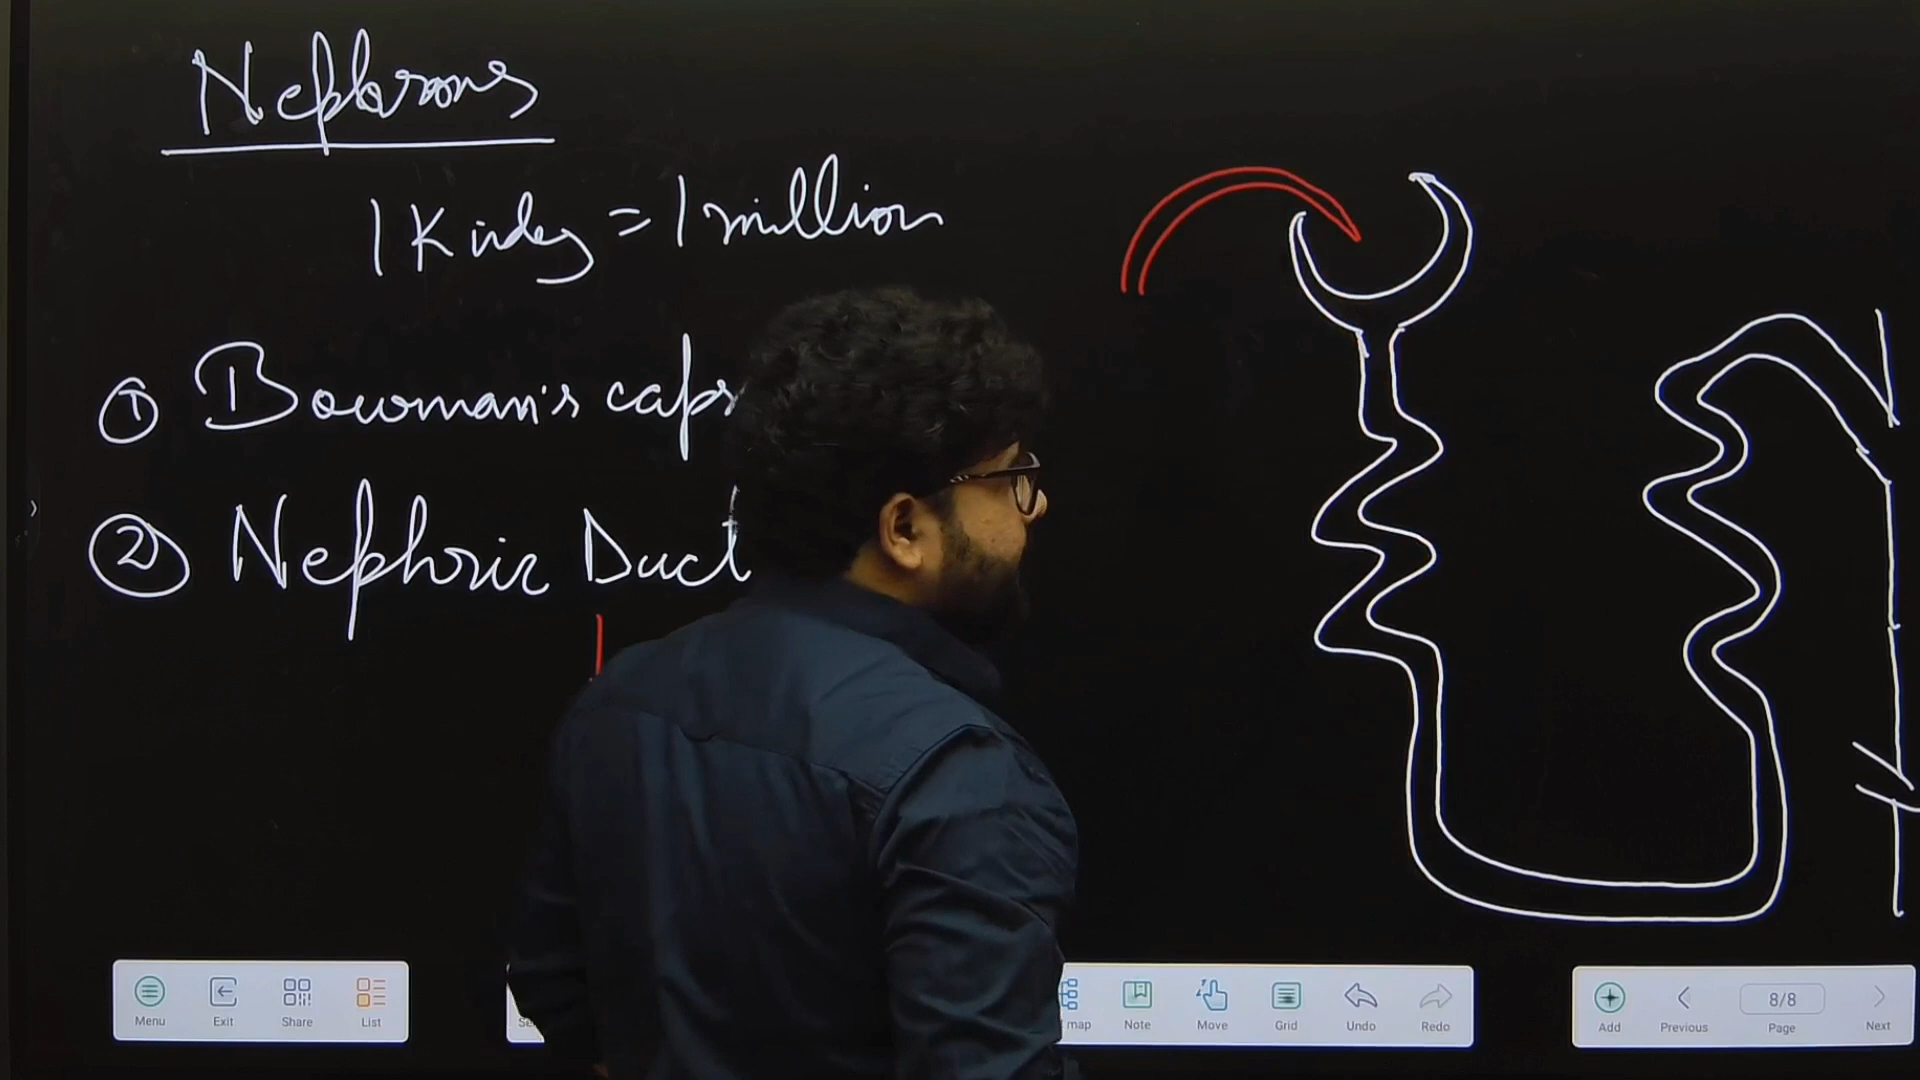 Nephrons
1 Kindey = 1 million
① Bowman's caps
② Nephric Duct
Menu Exit Share List map Note Move Grid Undo Redo Add Previous 8/8 Page Next